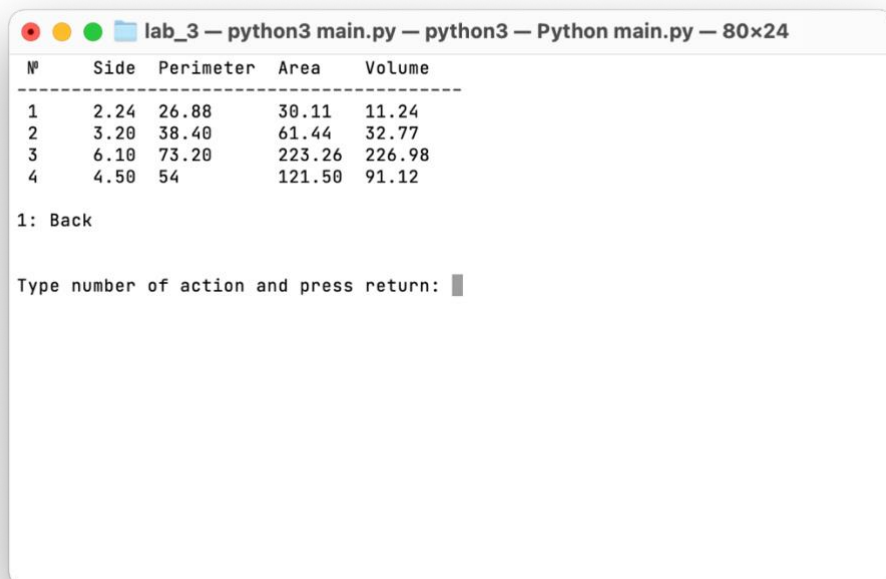 lab_3 — python3 main.py — python3 — Python main.py — 80×24
№ Side Perimeter Area Volume
-----------------------------------------
1 2.24 26.88 30.11 11.24
2 3.20 38.40 61.44 32.77
3 6.10 73.20 223.26 226.98
4 4.50 54 121.50 91.12
1: Back
Type number of action and press return: